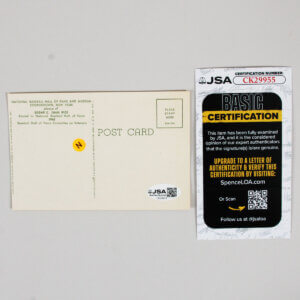 NATIONAL BASEBALL HALL OF FAME AND MUSEUM
COOPERSTOWN, NEW YORK
EDGAR C. (SAM) RICE
POST CARD
N
JSA
JSA
CERTIFICATION NUMBER
CK29955
BASIC
CERTIFICATION
This item has been fully examined
by JSA, and it is the considered
opinion of our expert authenticators
that the signature(s) is/are genuine.
UPGRADE TO A LETTER OF
AUTHENTICITY & VERIFY THIS
CERTIFICATION BY VISITING:
SpenceLOA.com
Or Scan
Follow us at @jsaloa